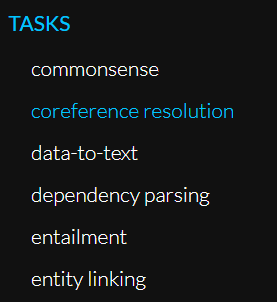 TASKS
commonsense
coreference resolution
data-to-text
dependency parsing
entailment
entity linking